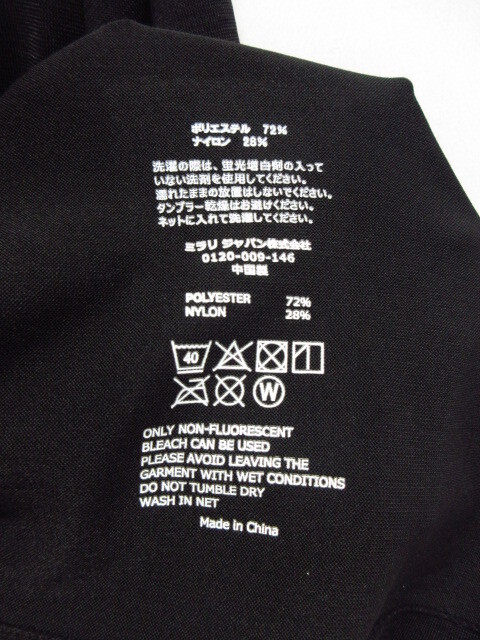 ポリエステル 72%
ナイロン 28%
洗濯の際は、蛍光増白剤の入って
いない洗剤を使用してください。
濡れたままの放置はしないでください。
タンブラー乾燥はお避けください。
ネットに入れて洗濯してください。
ミラリ ジャパン株式会社
0120-009-146
中国製
POLYESTER 72%
NYLON 28%
40
W
ONLY NON-FLUORESCENT
BLEACH CAN BE USED
PLEASE AVOID LEAVING THE
GARMENT WITH WET CONDITIONS
DO NOT TUMBLE DRY
WASH IN NET
Made in China